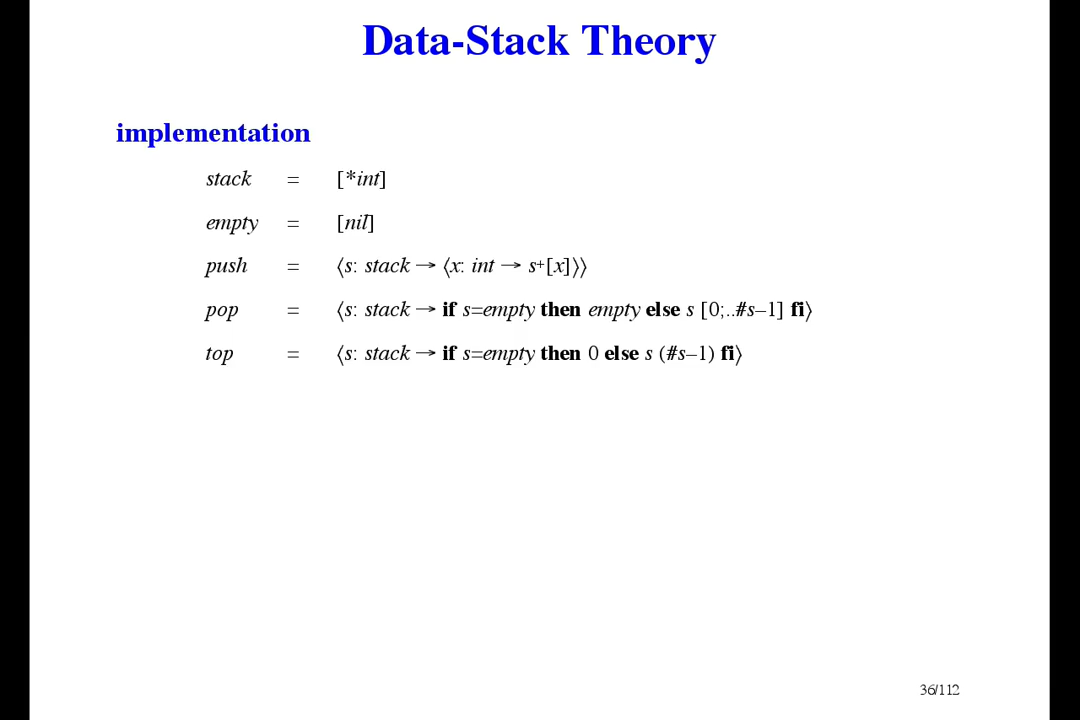 Data-Stack Theory
implementation
stack = [*int]
empty = [nil]
push = ⟨s: stack → ⟨x: int → s+[x]⟩⟩
pop = ⟨s: stack → if s=empty then empty else s [0;..#s–1] fi⟩
top = ⟨s: stack → if s=empty then 0 else s (#s–1) fi⟩
36/112